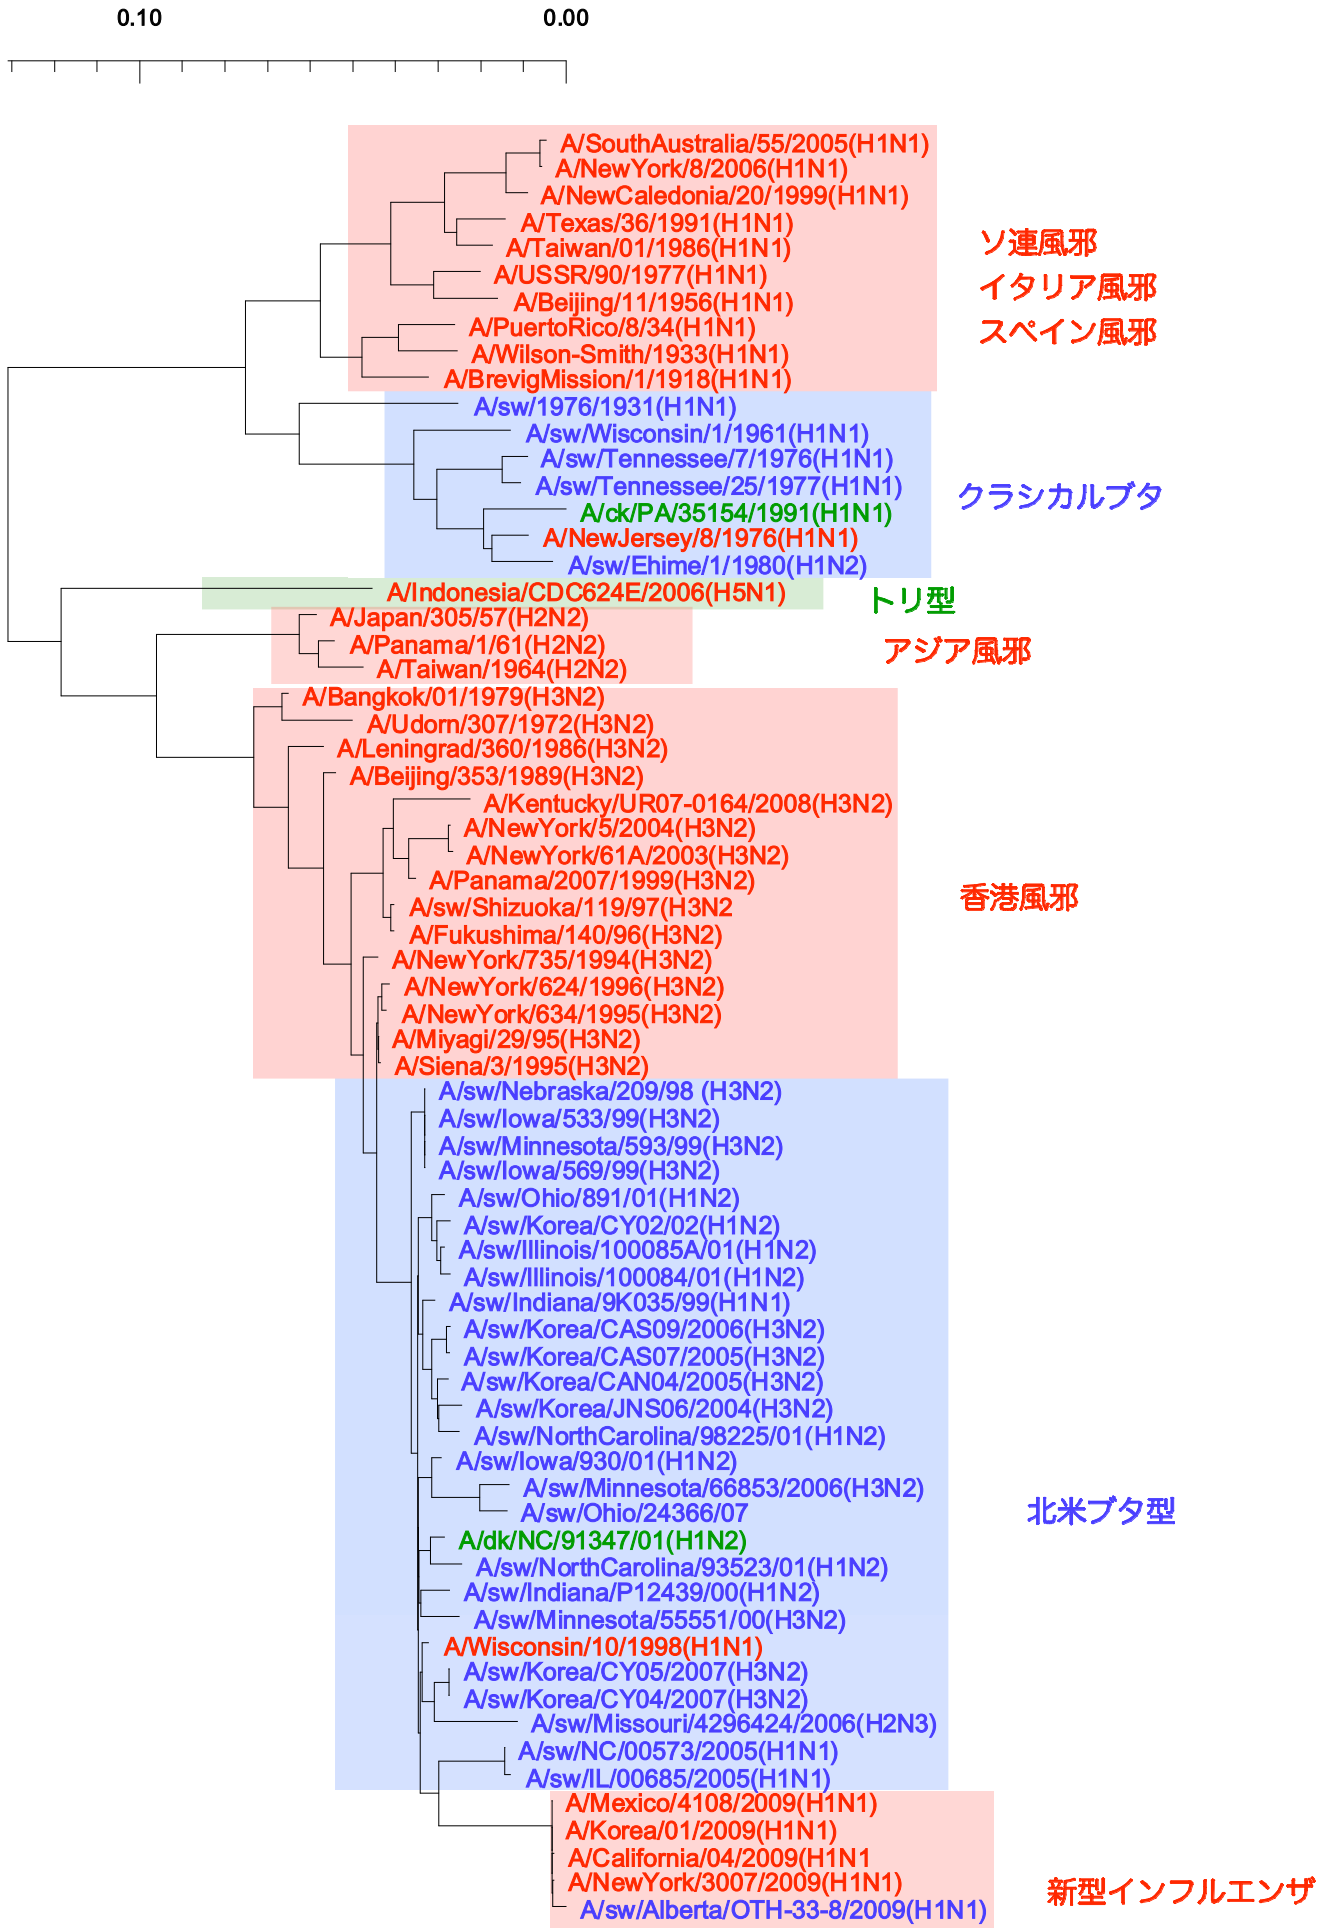 0.10 0.00
A/SouthAustralia/55/2005(H1N1)
A/NewYork/8/2006(H1N1)
A/NewCaledonia/20/1999(H1N1)
A/Texas/36/1991(H1N1)
A/Taiwan/01/1986(H1N1)
ソ連風邪
A/USSR/90/1977(H1N1)
イタリア風邪
A/Beijing/11/1956(H1N1)
A/PuertoRico/8/34(H1N1)
スペイン風邪
A/Wilson-Smith/1933(H1N1)
A/BrevigMission/1/1918(H1N1)
A/sw/1976/1931(H1N1)
A/sw/Wisconsin/1/1961(H1N1)
A/sw/Tennessee/7/1976(H1N1)
A/sw/Tennessee/25/1977(H1N1)
クラシカルブタ
A/ck/PA/35154/1991(H1N1)
A/NewJersey/8/1976(H1N1)
A/sw/Ehime/1/1980(H1N2)
A/Indonesia/CDC624E/2006(H5N1)
トリ型
A/Japan/305/57(H2N2)
A/Panama/1/61(H2N2)
アジア風邪
A/Taiwan/1964(H2N2)
A/Bangkok/01/1979(H3N2)
A/Udorn/307/1972(H3N2)
A/Leningrad/360/1986(H3N2)
A/Beijing/353/1989(H3N2)
A/Kentucky/UR07-0164/2008(H3N2)
A/NewYork/5/2004(H3N2)
A/NewYork/61A/2003(H3N2)
A/Panama/2007/1999(H3N2)
香港風邪
A/sw/Shizuoka/119/97(H3N2
A/Fukushima/140/96(H3N2)
A/NewYork/735/1994(H3N2)
A/NewYork/624/1996(H3N2)
A/NewYork/634/1995(H3N2)
A/Miyagi/29/95(H3N2)
A/Siena/3/1995(H3N2)
A/sw/Nebraska/209/98 (H3N2)
A/sw/Iowa/533/99(H3N2)
A/sw/Minnesota/593/99(H3N2)
A/sw/Iowa/569/99(H3N2)
A/sw/Ohio/891/01(H1N2)
A/sw/Korea/CY02/02(H1N2)
A/sw/Illinois/100085A/01(H1N2)
A/sw/Illinois/100084/01(H1N2)
A/sw/Indiana/9K035/99(H1N1)
A/sw/Korea/CAS09/2006(H3N2)
A/sw/Korea/CAS07/2005(H3N2)
A/sw/Korea/CAN04/2005(H3N2)
A/sw/Korea/JNS06/2004(H3N2)
A/sw/NorthCarolina/98225/01(H1N2)
A/sw/Iowa/930/01(H1N2)
A/sw/Minnesota/66853/2006(H3N2)
A/sw/Ohio/24366/07
北米ブタ型
A/dk/NC/91347/01(H1N2)
A/sw/NorthCarolina/93523/01(H1N2)
A/sw/Indiana/P12439/00(H1N2)
A/sw/Minnesota/55551/00(H3N2)
A/Wisconsin/10/1998(H1N1)
A/sw/Korea/CY05/2007(H3N2)
A/sw/Korea/CY04/2007(H3N2)
A/sw/Missouri/4296424/2006(H2N3)
A/sw/NC/00573/2005(H1N1)
A/sw/IL/00685/2005(H1N1)
A/Mexico/4108/2009(H1N1)
A/Korea/01/2009(H1N1)
A/California/04/2009(H1N1
A/NewYork/3007/2009(H1N1)
新型インフルエンザ
A/sw/Alberta/OTH-33-8/2009(H1N1)